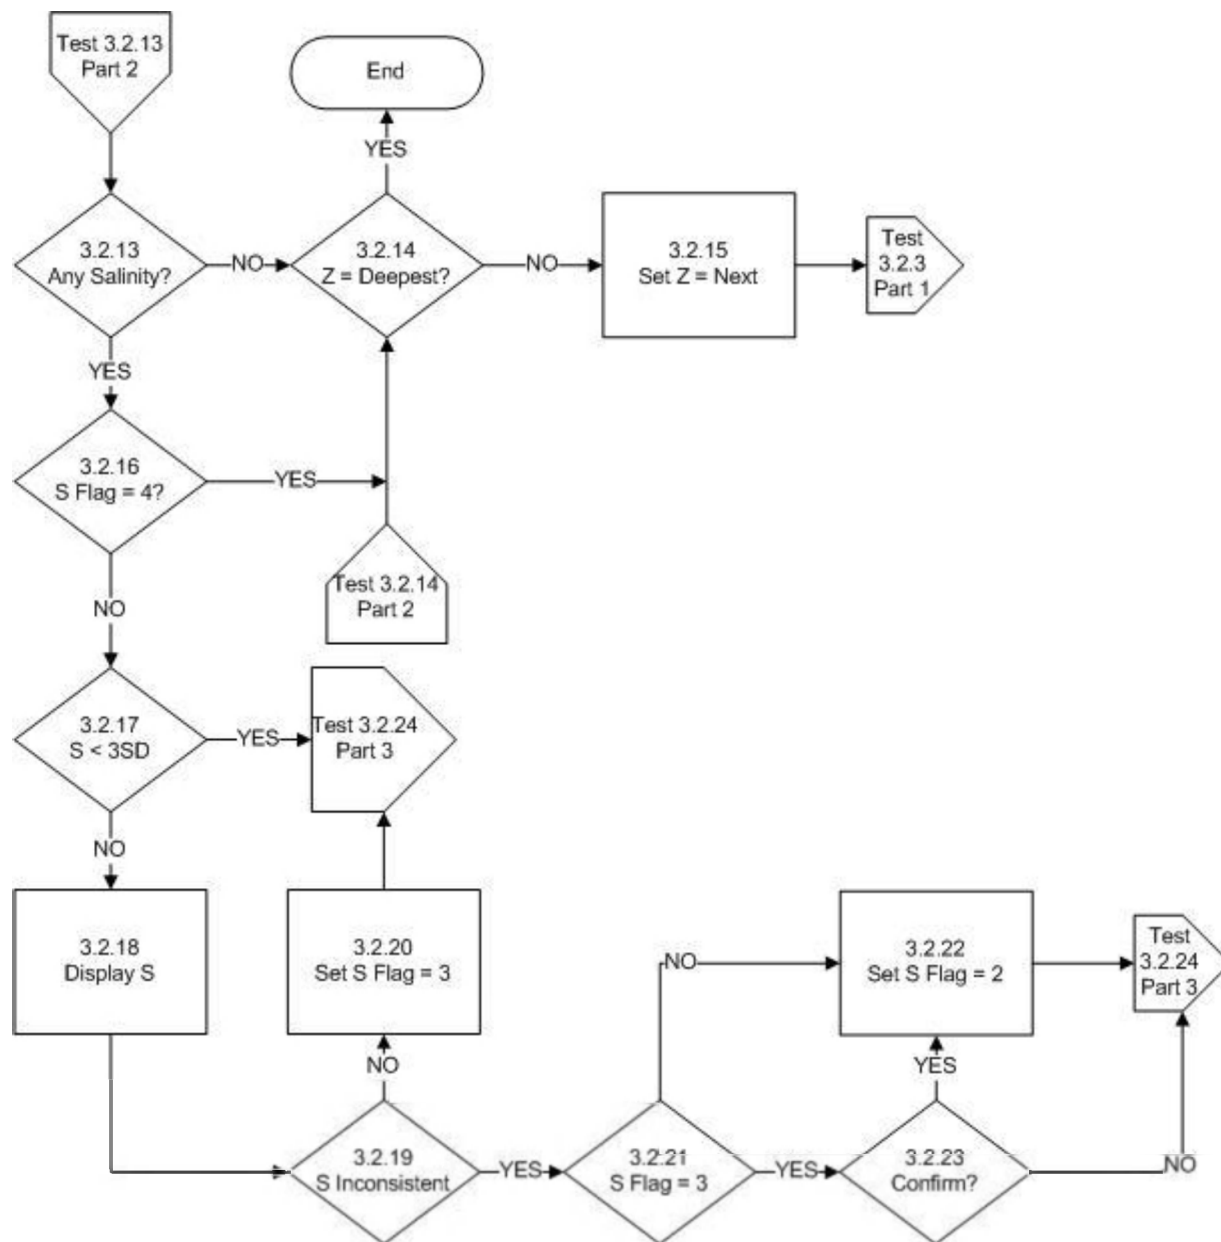 Test 3.2.13
Part 2
End
YES
3.2.13
Any Salinity?
NO
3.2.14
Z = Deepest?
NO
3.2.15
Set Z = Next
Test
3.2.3
Part 1
YES
3.2.16
S Flag = 4?
YES
Test 3.2.14
Part 2
NO
3.2.17
S < 3SD
YES
Test 3.2.24
Part 3
NO
3.2.18
Display S
3.2.20
Set S Flag = 3
NO
3.2.22
Set S Flag = 2
Test
3.2.24
Part 3
NO
YES
3.2.19
S Inconsistent
YES
3.2.21
S Flag = 3
YES
3.2.23
Confirm?
NO